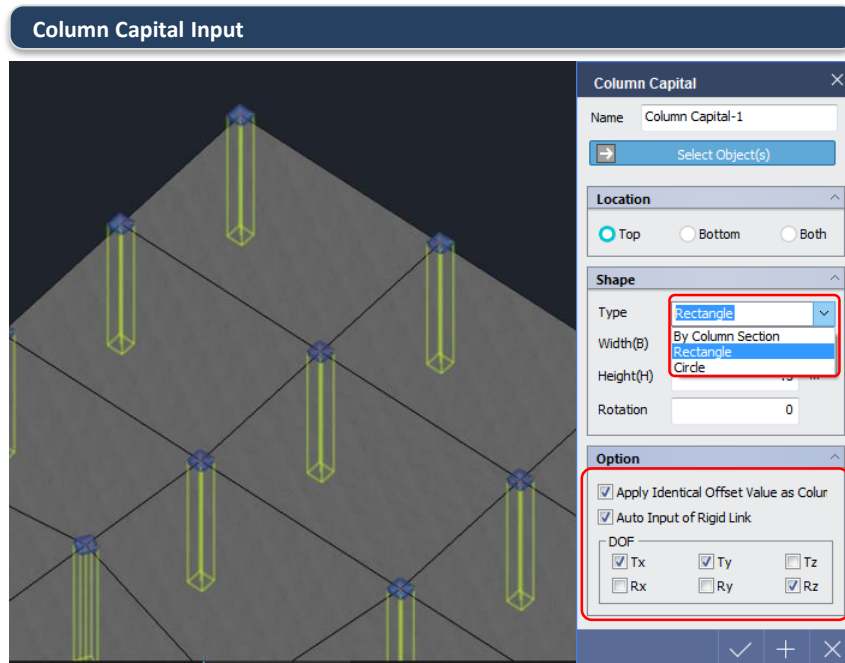 Column Capital Input
Column Capital
Name Column Capital-1
Select Object(s)
Location
Top Bottom Both
Shape
Type Rectangle
By Column Section
Width(B)
Rectangle
Circle
Height(H)
Rotation 0
Option
Apply Identical Offset Value as Colur
Auto Input of Rigid Link
DOF
Tx Ty Tz
Rx Ry Rz